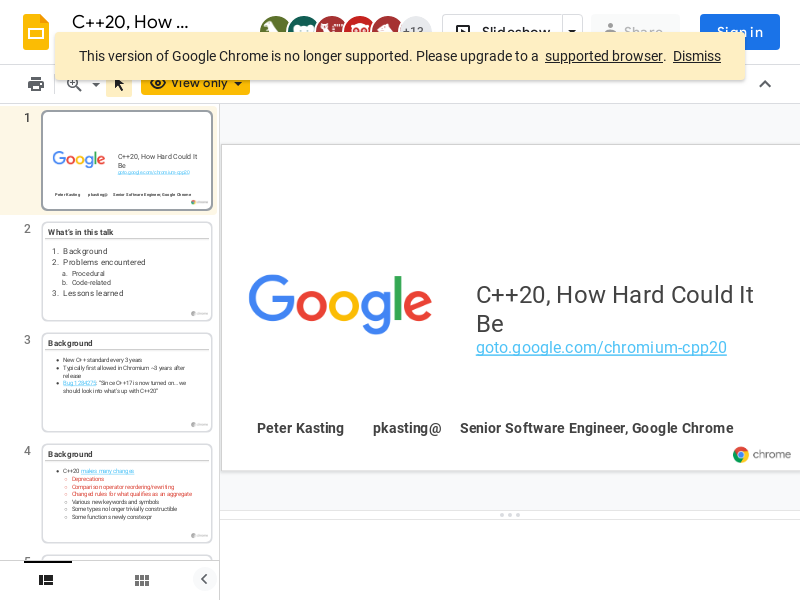 C++20, How ...
+13
Slideshow
Share
Sign in
This version of Google Chrome is no longer supported. Please upgrade to a supported browser. Dismiss
View only
1
Google
C++20, How Hard Could It
Be
goto.google.com/chromium-cpp20
Peter Kasting pkasting@ Senior Software Engineer, Google Chrome
2
What's in this talk
1. Background
2. Problems encountered
a. Procedural
b. Code-related
3. Lessons learned
3
Background
New C++ standard every 3 years
Typically first allowed in Chromium ~3 years after
release
Bug 1284275: "Since C++17 is now turned on... we
should look into what's up with C++20"
4
Background
C++20 makes many changes
Deprecations
Comparison operator reordering/rewriting
Changed rules for what qualifies as an aggregate
Various new keywords and symbols
Some types no longer trivially constructible
Some functions newly constexpr
5
Google
C++20, How Hard Could It
Be
goto.google.com/chromium-cpp20
Peter Kasting pkasting@ Senior Software Engineer, Google Chrome
chrome